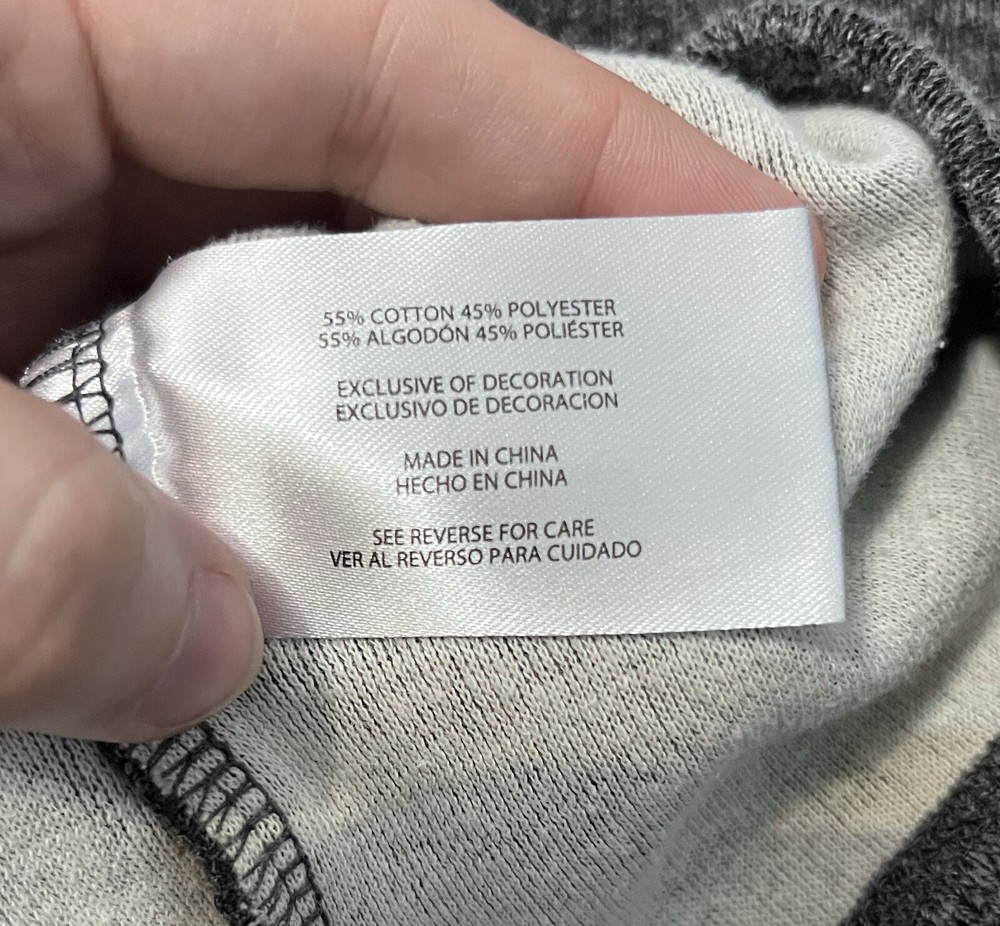 55% COTTON 45% POLYESTER
55% ALGODÓN 45% POLIÉSTER
EXCLUSIVE OF DECORATION
EXCLUSIVO DE DECORACION
MADE IN CHINA
HECHO EN CHINA
SEE REVERSE FOR CARE
VER AL REVERSO PARA CUIDADO